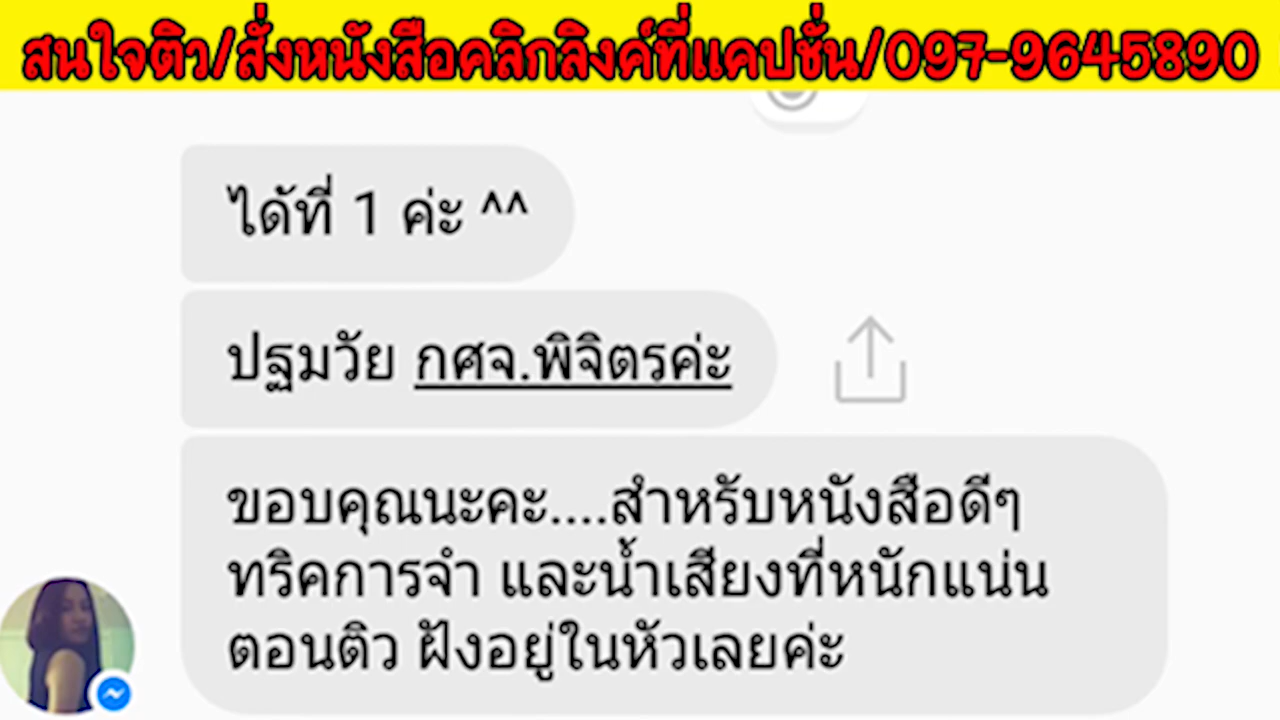 สนใจติว/สั่งหนังสือคลิกลิงค์ที่แคปชั่น/097-9645890
ได้ที่ 1 ค่ะ ^^
ปฐมวัย กศจ.พิจิตรค่ะ
ขอบคุณนะคะ....สำหรับหนังสือดีๆ
ทริคการจำ และน้ำเสียงที่หนักแน่น
ตอนติว ฝังอยู่ในหัวเลยค่ะ